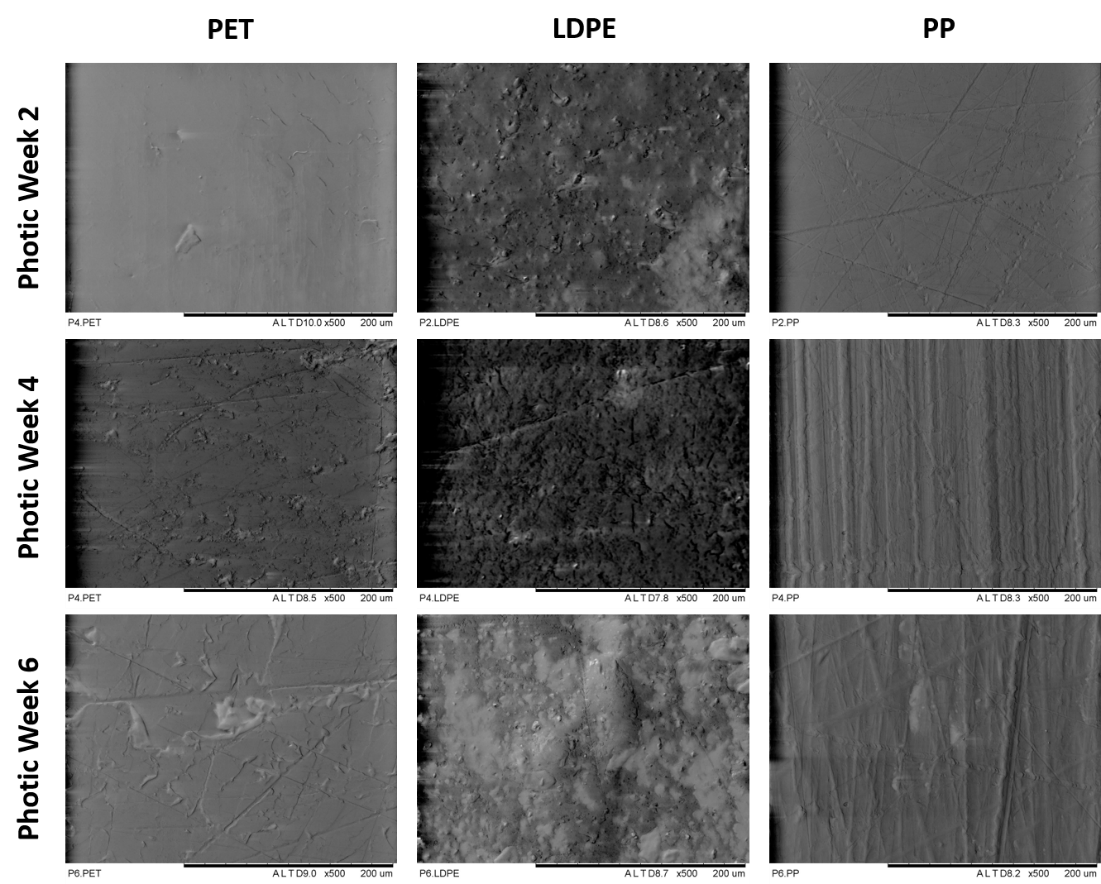 PET LDPE PP
Photic Week 2
P4.PET A L T D10.0 x500 200 um
P2.LDPE A L T D8.6 x500 200 um
P2.PP A L T D8.3 x500 200 um
Photic Week 4
P4.PET A L T D8.5 x500 200 um
P4.LDPE A L T D7.8 x500 200 um
P4.PP A L T D8.3 x500 200 um
Photic Week 6
P6.PET A L T D9.0 x500 200 um
P6.LDPE A L T D8.7 x500 200 um
P6.PP A L T D8.2 x500 200 um